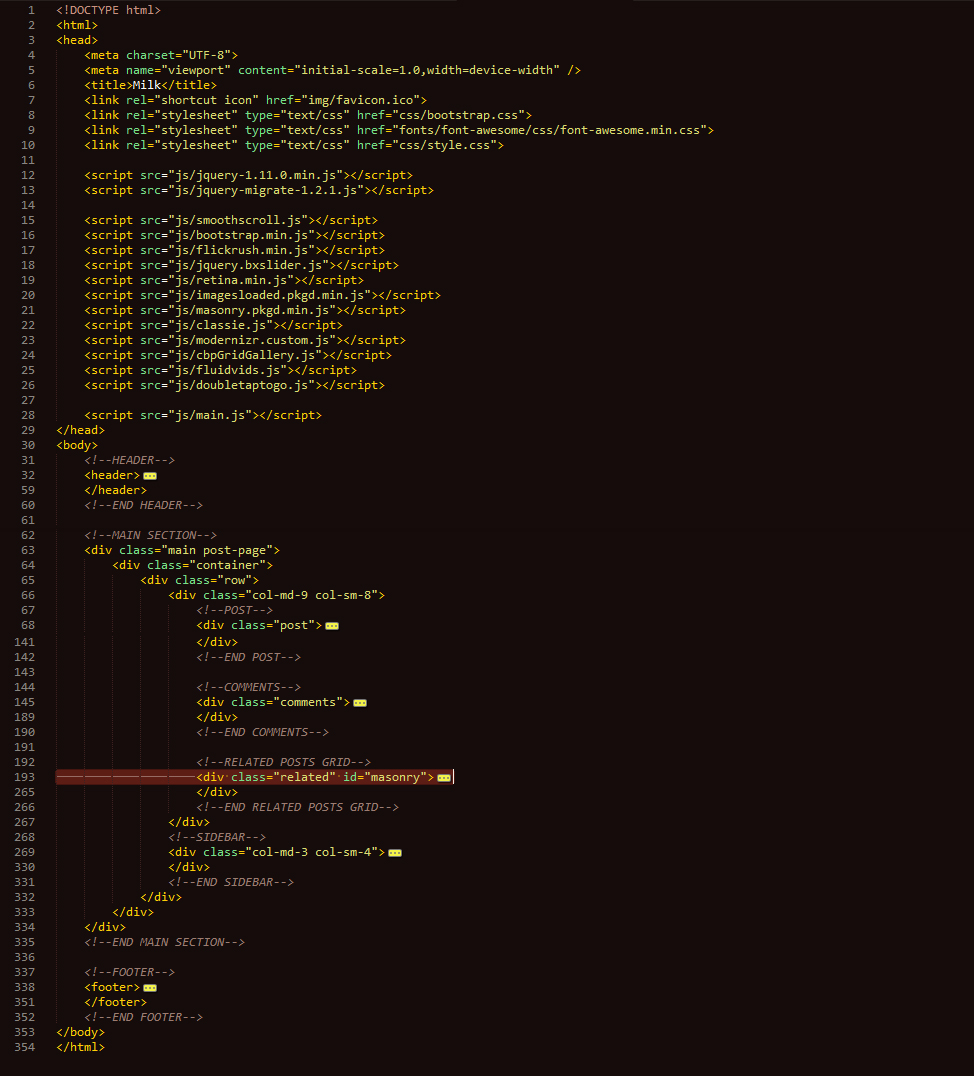 1 <!DOCTYPE html>
2 <html>
3 <head>
4 <meta charset="UTF-8">
5 <meta name="viewport" content="initial-scale=1.0,width=device-width" />
6 <title>Milk</title>
7 <link rel="shortcut icon" href="img/favicon.ico">
8 <link rel="stylesheet" type="text/css" href="css/bootstrap.css">
9 <link rel="stylesheet" type="text/css" href="fonts/font-awesome/css/font-awesome.min.css">
10 <link rel="stylesheet" type="text/css" href="css/style.css">
11
12 <script src="js/jquery-1.11.0.min.js"></script>
13 <script src="js/jquery-migrate-1.2.1.js"></script>
14
15 <script src="js/smoothscroll.js"></script>
16 <script src="js/bootstrap.min.js"></script>
17 <script src="js/flickrush.min.js"></script>
18 <script src="js/jquery.bxslider.js"></script>
19 <script src="js/retina.min.js"></script>
20 <script src="js/imagesloaded.pkgd.min.js"></script>
21 <script src="js/masonry.pkgd.min.js"></script>
22 <script src="js/classie.js"></script>
23 <script src="js/modernizr.custom.js"></script>
24 <script src="js/cbpGridGallery.js"></script>
25 <script src="js/fluidvids.js"></script>
26 <script src="js/doubletaptogo.js"></script>
27
28 <script src="js/main.js"></script>
29 </head>
30 <body>
31 <!--HEADER-->
32 <header>
59 </header>
60 <!--END HEADER-->
61
62 <!--MAIN SECTION-->
63 <div class="main post-page">
64 <div class="container">
65 <div class="row">
66 <div class="col-md-9 col-sm-8">
67 <!--POST-->
68 <div class="post">
141 </div>
142 <!--END POST-->
143
144 <!--COMMENTS-->
145 <div class="comments">
189 </div>
190 <!--END COMMENTS-->
191
192 <!--RELATED POSTS GRID-->
193 <div class="related" id="masonry">
265 </div>
266 <!--END RELATED POSTS GRID-->
267 </div>
268 <!--SIDEBAR-->
269 <div class="col-md-3 col-sm-4">
330 </div>
331 <!--END SIDEBAR-->
332 </div>
333 </div>
334 </div>
335 <!--END MAIN SECTION-->
336
337 <!--FOOTER-->
338 <footer>
351 </footer>
352 <!--END FOOTER-->
353 </body>
354 </html>